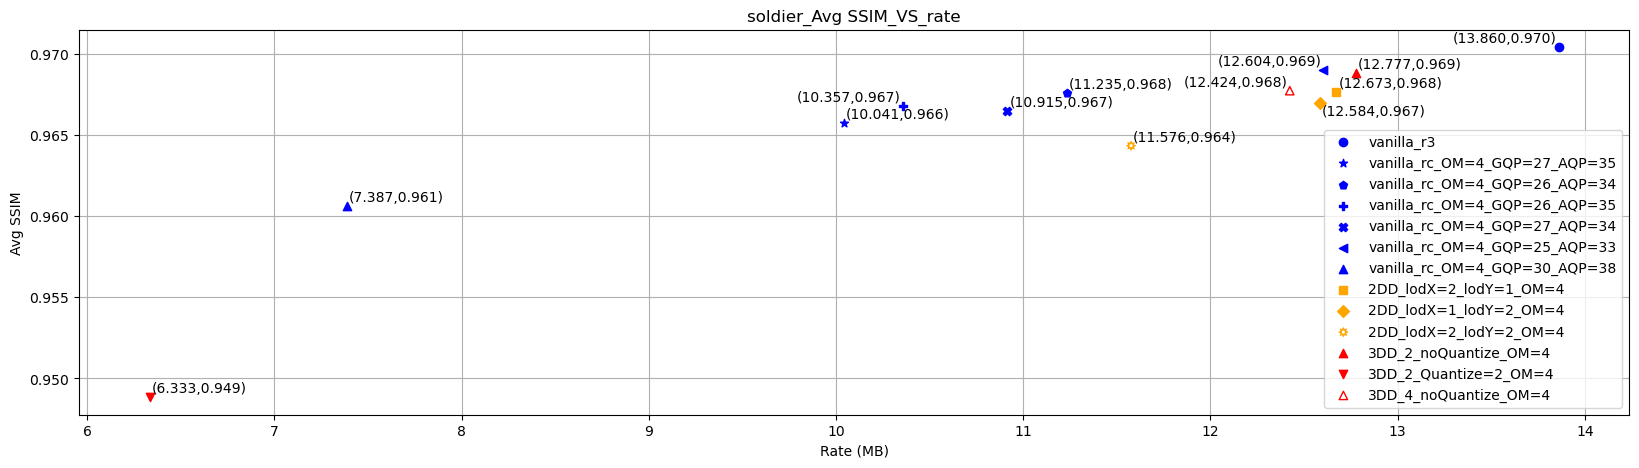 soldier_Avg SSIM_VS_rate
Avg SSIM
0.970
0.965
0.960
0.955
0.950
(13.860,0.970)
(12.604,0.969)
(12.777,0.969)
(12.424,0.968)
(12.673,0.968)
(11.235,0.968)
(10.357,0.967)
(10.915,0.967)
(10.041,0.966)
(12.584,0.967)
(11.576,0.964)
(7.387,0.961)
(6.333,0.949)
vanilla_r3
vanilla_rc_OM=4_GQP=27_AQP=35
vanilla_rc_OM=4_GQP=26_AQP=34
vanilla_rc_OM=4_GQP=26_AQP=35
vanilla_rc_OM=4_GQP=27_AQP=34
vanilla_rc_OM=4_GQP=25_AQP=33
vanilla_rc_OM=4_GQP=30_AQP=38
2DD_lodX=2_lodY=1_OM=4
2DD_lodX=1_lodY=2_OM=4
2DD_lodX=2_lodY=2_OM=4
3DD_2_noQuantize_OM=4
3DD_2_Quantize=2_OM=4
3DD_4_noQuantize_OM=4
6 7 8 9 10 11 12 13 14
Rate (MB)